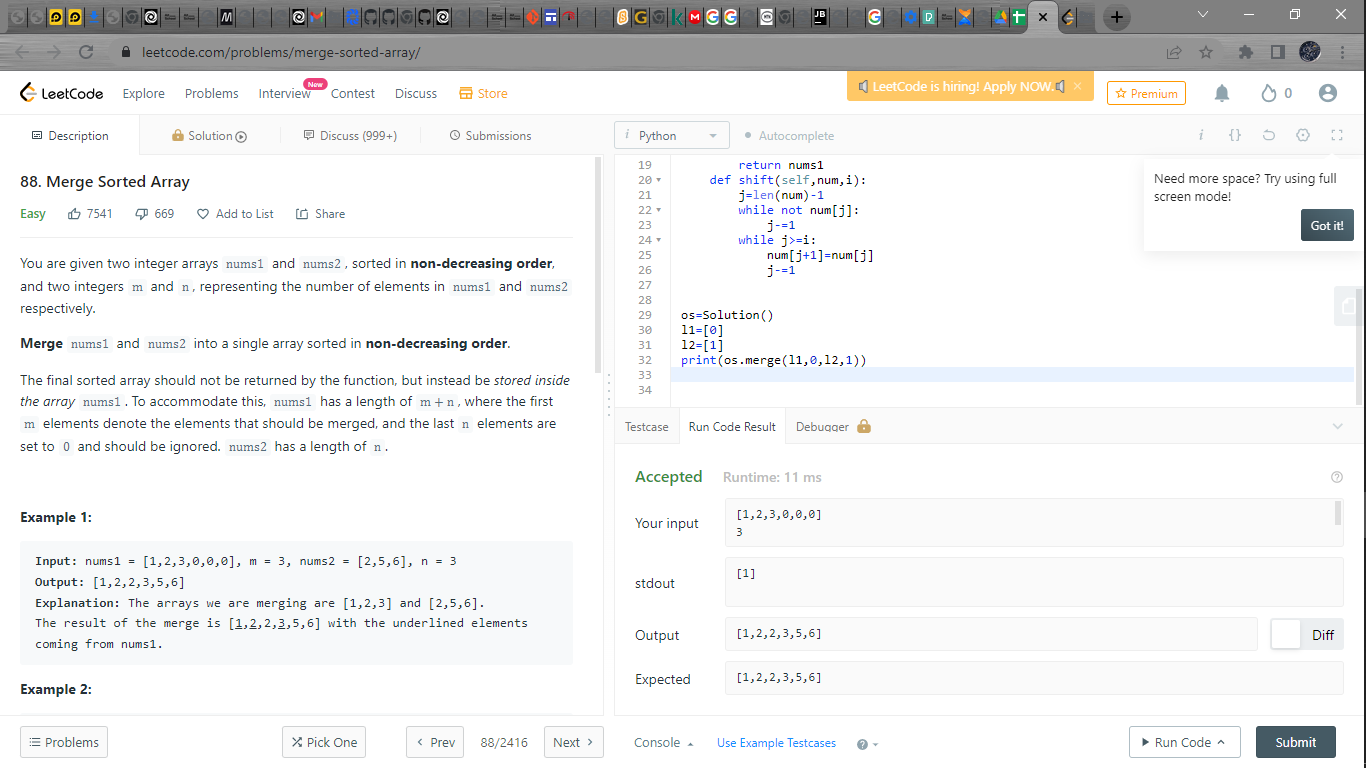 leetcode.com/problems/merge-sorted-array/
LeetCode Explore Problems Interview New Contest Discuss Store
LeetCode is hiring! Apply NOW. ×
Premium
0
Description Solution Discuss (999+) Submissions
88. Merge Sorted Array
Easy 7541 669 Add to List Share
You are given two integer arrays nums1 and nums2, sorted in non-decreasing order,
and two integers m and n, representing the number of elements in nums1 and nums2
respectively.
Merge nums1 and nums2 into a single array sorted in non-decreasing order.
The final sorted array should not be returned by the function, but instead be stored inside
the array nums1. To accommodate this, nums1 has a length of m + n, where the first
m elements denote the elements that should be merged, and the last n elements are
set to 0 and should be ignored. nums2 has a length of n.
Example 1:
Input: nums1 = [1,2,3,0,0,0], m = 3, nums2 = [2,5,6], n = 3
Output: [1,2,2,3,5,6]
Explanation: The arrays we are merging are [1,2,3] and [2,5,6].
The result of the merge is [1,2,2,3,5,6] with the underlined elements
coming from nums1.
Example 2:
Problems Pick One Prev 88/2416 Next
i Python Autocomplete
i {}
Need more space? Try using full
screen mode!
Got it!
19 return nums1
20 def shift(self,num,i):
21 j=len(num)-1
22 while not num[j]:
23 j-=1
24 while j>=i:
25 num[j+1]=num[j]
26 j-=1
27
28
29 os=Solution()
30 l1=[0]
31 l2=[1]
32 print(os.merge(l1,0,l2,1))
33
34
Testcase Run Code Result Debugger
Accepted Runtime: 11 ms
Your input
[1,2,3,0,0,0]
3
stdout
[1]
Output
[1,2,2,3,5,6]
Diff
Expected
[1,2,2,3,5,6]
Console Use Example Testcases Run Code Submit